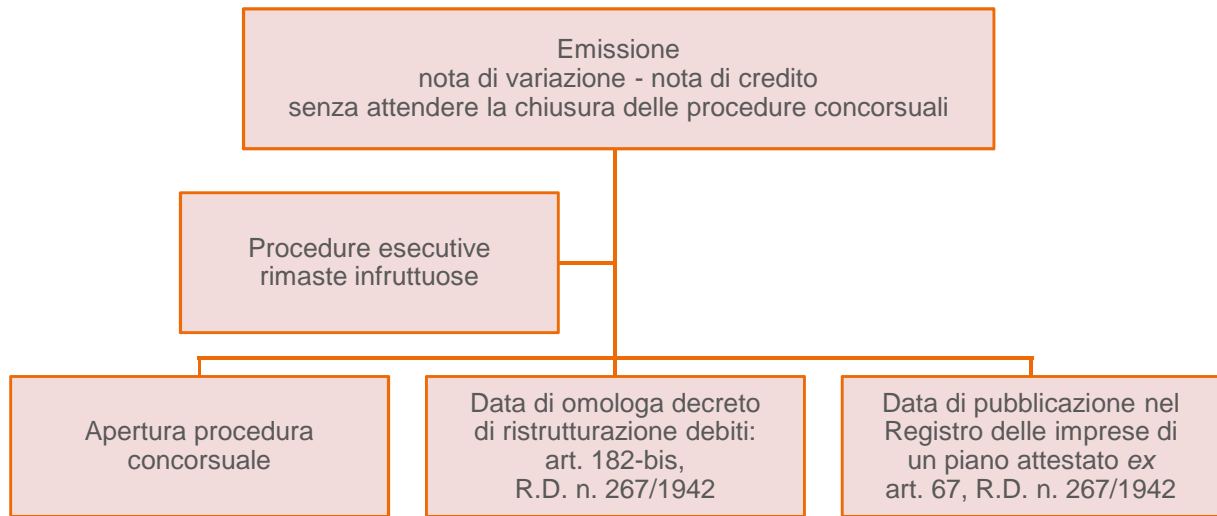 Emissione
nota di variazione - nota di credito
senza attendere la chiusura delle procedure concorsuali
Procedure esecutive
rimaste infruttuose
Apertura procedura
concorsuale
Data di omologa decreto
di ristrutturazione debiti:
art. 182-bis,
R.D. n. 267/1942
Data di pubblicazione nel
Registro delle imprese di
un piano attestato ex
art. 67, R.D. n. 267/1942